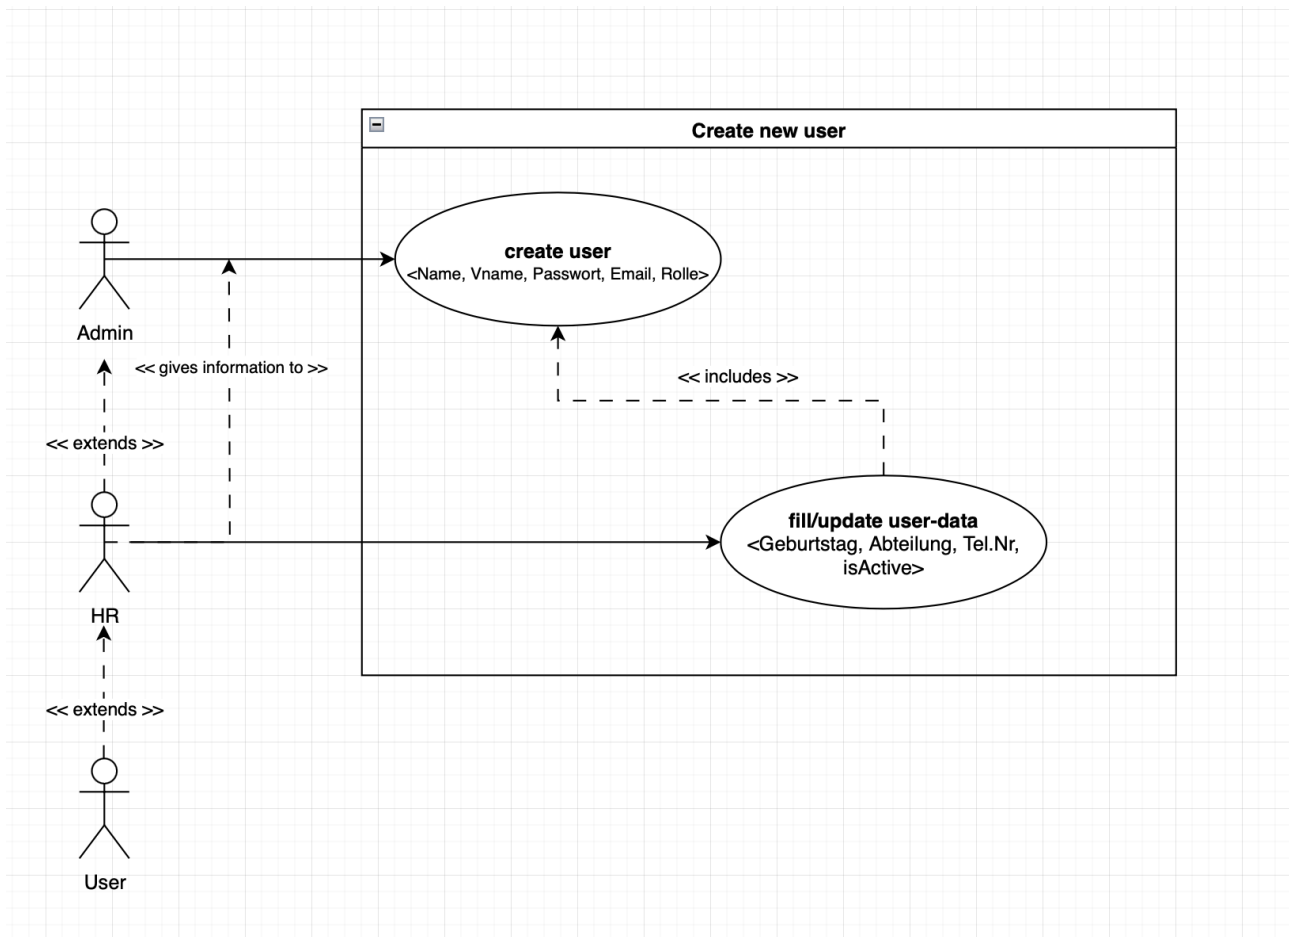 Create new user
create user
<Name, Vname, Passwort, Email, Rolle>
Admin
<< gives information to >>
<< includes >>
<< extends >>
fill/update user-data
<Geburtstag, Abteilung, Tel.Nr,
isActive>
HR
<< extends >>
User